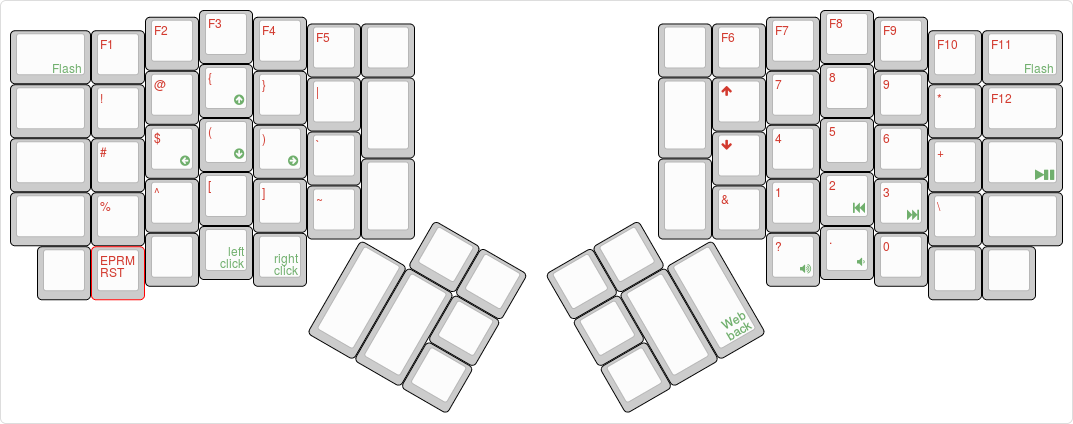 F1 F2 F3 F4 F5 F6 F7 F8 F9 F10 F11
Flash Flash
! @ { } | 7 8 9 * F12
# $ ( ) ` 4 5 6 +
% ^ [ ] ~ & 1 2 3 \
EPRM
RST
left
click
right
click
? . 0
Web
back